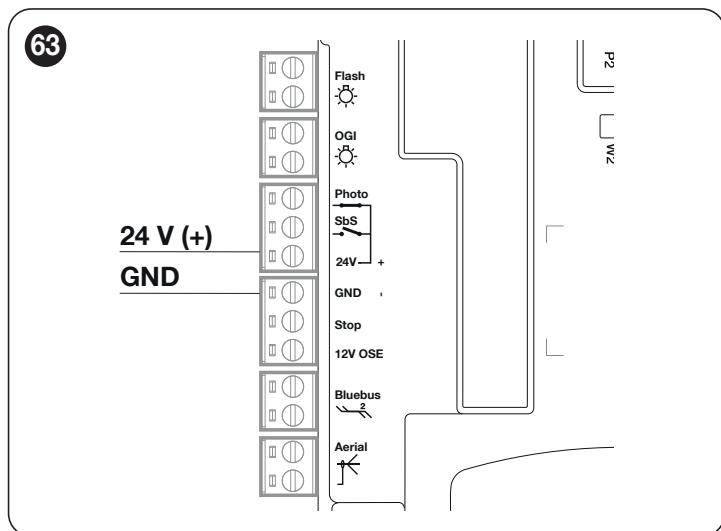 63
P2
W2
Flash
OGI
Photo
SbS
24V +
GND -
Stop
12V OSE
Bluebus
2
Aerial
24 V (+)
GND